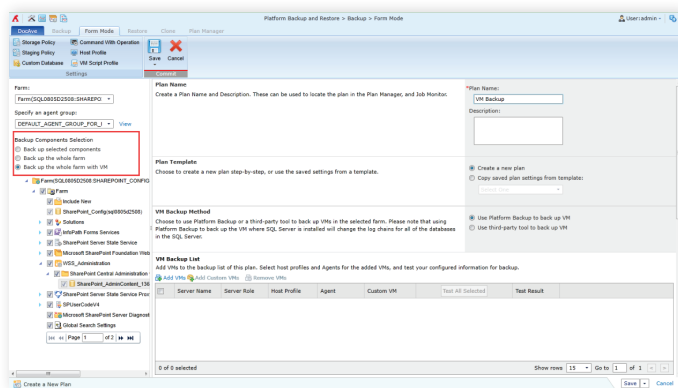 Platform Backup and Restore > Backup > Form Mode
User:admin
DocAve Backup Form Mode Restore Clone Plan Manager
Storage Policy Command With Operation
Staging Policy Host Profile
Custom Database VM Script Profile
Save Cancel
Settings Commit
Farm:
Farm(SQL0805D2508:SHAREPO
Specify an agent group:
DEFAULT_AGENT_GROUP_FOR_I View
Backup Components Selection
Back up selected components
Back up the whole farm
Back up the whole farm with VM
Farm(SQL0805D2508:SHAREPOINT_CONFIG
Farm
Include New
SharePoint_Config(sql0805d2508)
Solutions
InfoPath Forms Services
SharePoint Server State Service
Microsoft SharePoint Foundation Web
WSS_Administration
SharePoint Central Administration
SharePoint_AdminContent_138
SharePoint Server State Service Prox
SPUserCodeV4
Microsoft SharePoint Server Diagnost
Global Search Settings
Page 1 of 2
Plan Name
Create a Plan Name and Description. These can be used to locate the plan in the Plan Manager, and Job Monitor.
*Plan Name:
VM Backup
Description:
Plan Template
Choose to create a new plan step-by-step, or use the saved settings from a template.
Create a new plan
Copy saved plan settings from template:
Select one
VM Backup Method
Choose to use Platform Backup or a third-party tool to back up VMs in the selected farm. Please note that using
Platform Backup to back up the VM where SQL Server is installed will change the log chains for all of the databases
in the SQL Server.
Use Platform Backup to back up VM
Use third-party tool to back up VM
VM Backup List
Add VMs to the backup list of this plan. Select host profiles and Agents for the added VMs, and test your configured information for backup.
Add VMs Add Custom VMs Remove VMs
Server Name Server Role Host Profile Agent Custom VM Test All Selected Test Result
0 of 0 selected Show rows 15 Go to 1 of 1
Create a New Plan Save Cancel